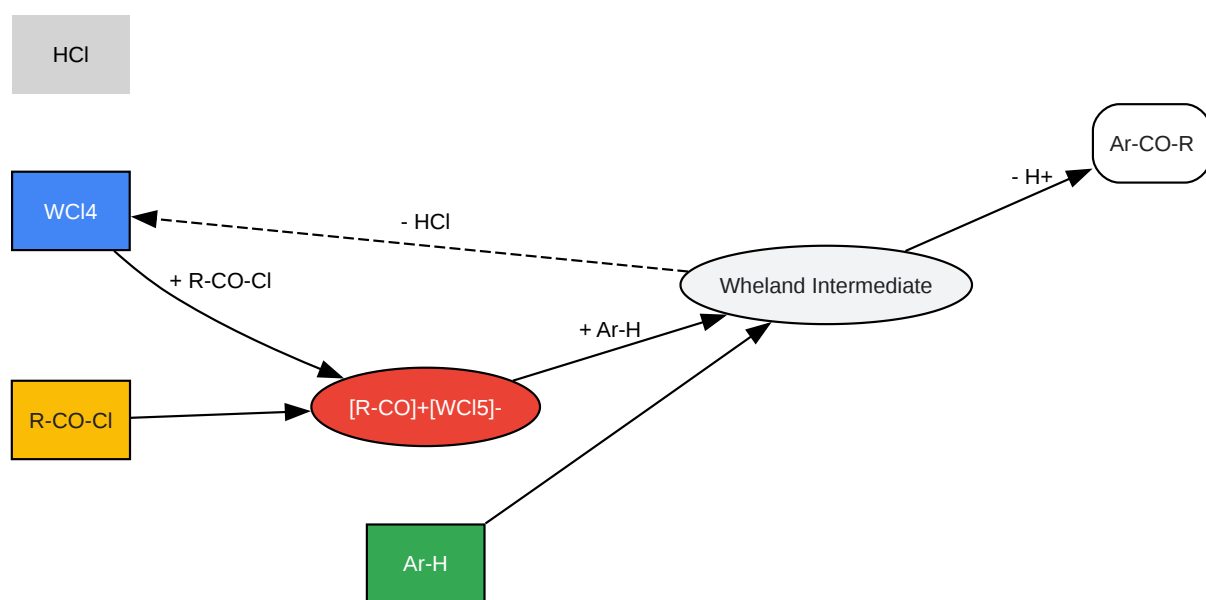 HCl
Ar-CO-R
- H+
WCl4
- HCl
+ R-CO-Cl
Wheland Intermediate
+ Ar-H
R-CO-Cl
[R-CO]+[WCl5]-
Ar-H